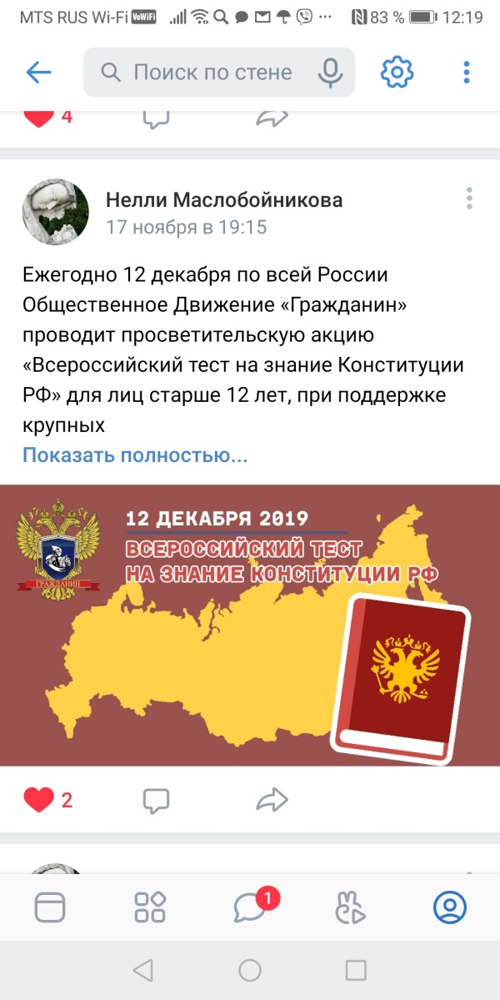 MTS RUS Wi-Fi VoWiFi 83 % 12:19
Поиск по стене
4
Нелли Маслобойникова
17 ноября в 19:15
Ежегодно 12 декабря по всей России
Общественное Движение «Гражданин»
проводит просветительскую акцию
«Всероссийский тест на знание Конституции
РФ» для лиц старше 12 лет, при поддержке
крупных
Показать полностью...
12 ДЕКАБРЯ 2019
ВСЕРОССИЙСКИЙ ТЕСТ
НА ЗНАНИЕ КОНСТИТУЦИИ РФ
ГРАЖДАНИН
2
1